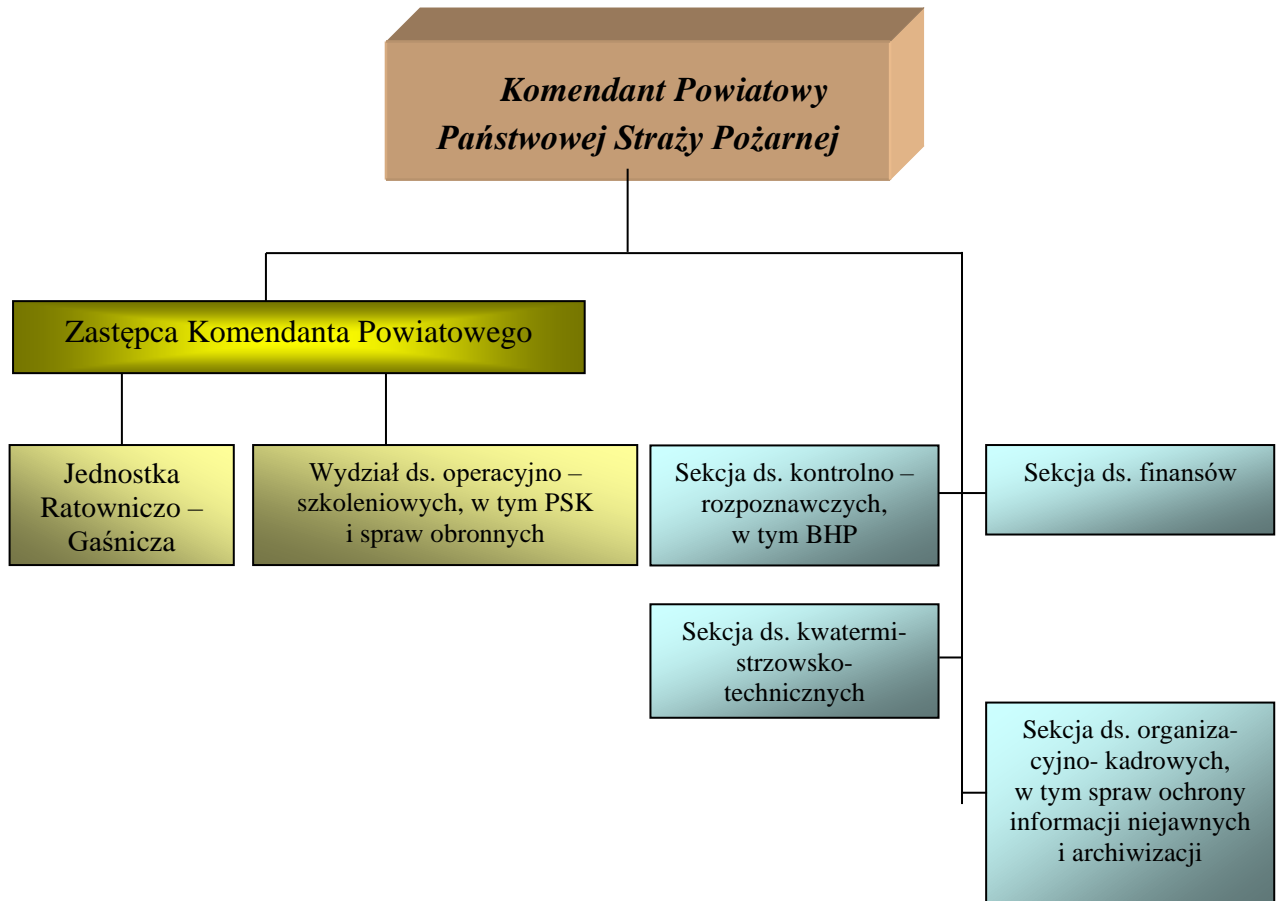 Komendant Powiatowy
Państwowej Straży Pożarnej
Zastępca Komendanta Powiatowego
Jednostka
Ratowniczo –
Gaśnicza
Wydział ds. operacyjno –
szkoleniowych, w tym PSK
i spraw obronnych
Sekcja ds. kontrolno –
rozpoznawczych,
w tym BHP
Sekcja ds. finansów
Sekcja ds. kwatermi-
strzowsko-
technicznych
Sekcja ds. organiza-
cyjno- kadrowych,
w tym spraw ochrony
informacji niejawnych
i archiwizacji